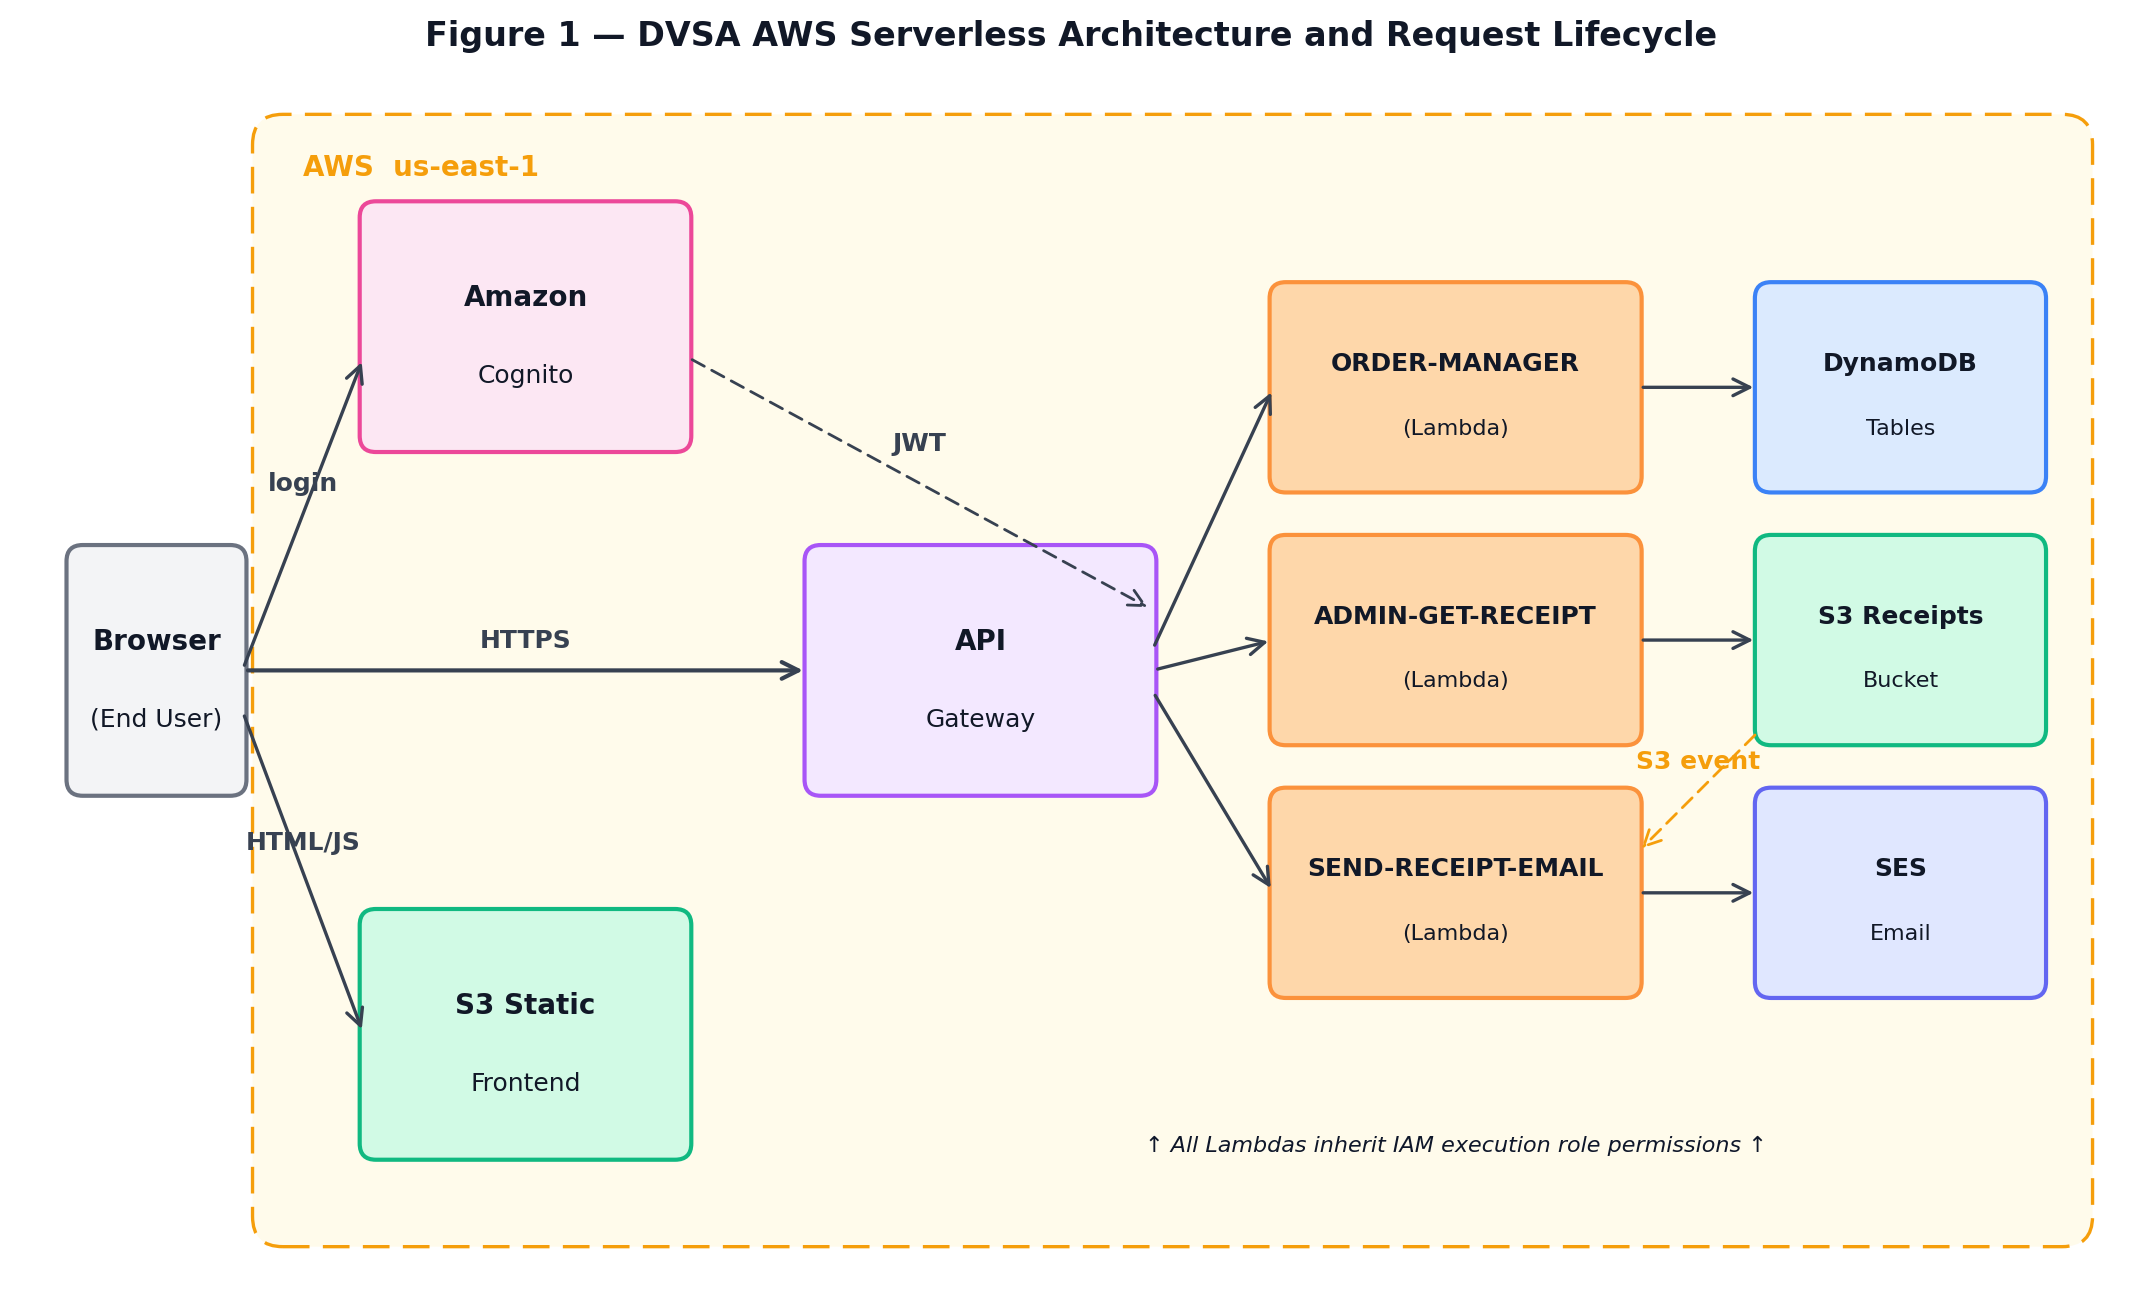 Figure 1 — DVSA AWS Serverless Architecture and Request Lifecycle
AWS us-east-1
Amazon
Cognito
login
JWT
Browser
(End User)
HTTPS
API
Gateway
HTML/JS
S3 Static
Frontend
ORDER-MANAGER
(Lambda)
DynamoDB
Tables
ADMIN-GET-RECEIPT
(Lambda)
S3 Receipts
Bucket
S3 event
SEND-RECEIPT-EMAIL
(Lambda)
SES
Email
↑ All Lambdas inherit IAM execution role permissions ↑